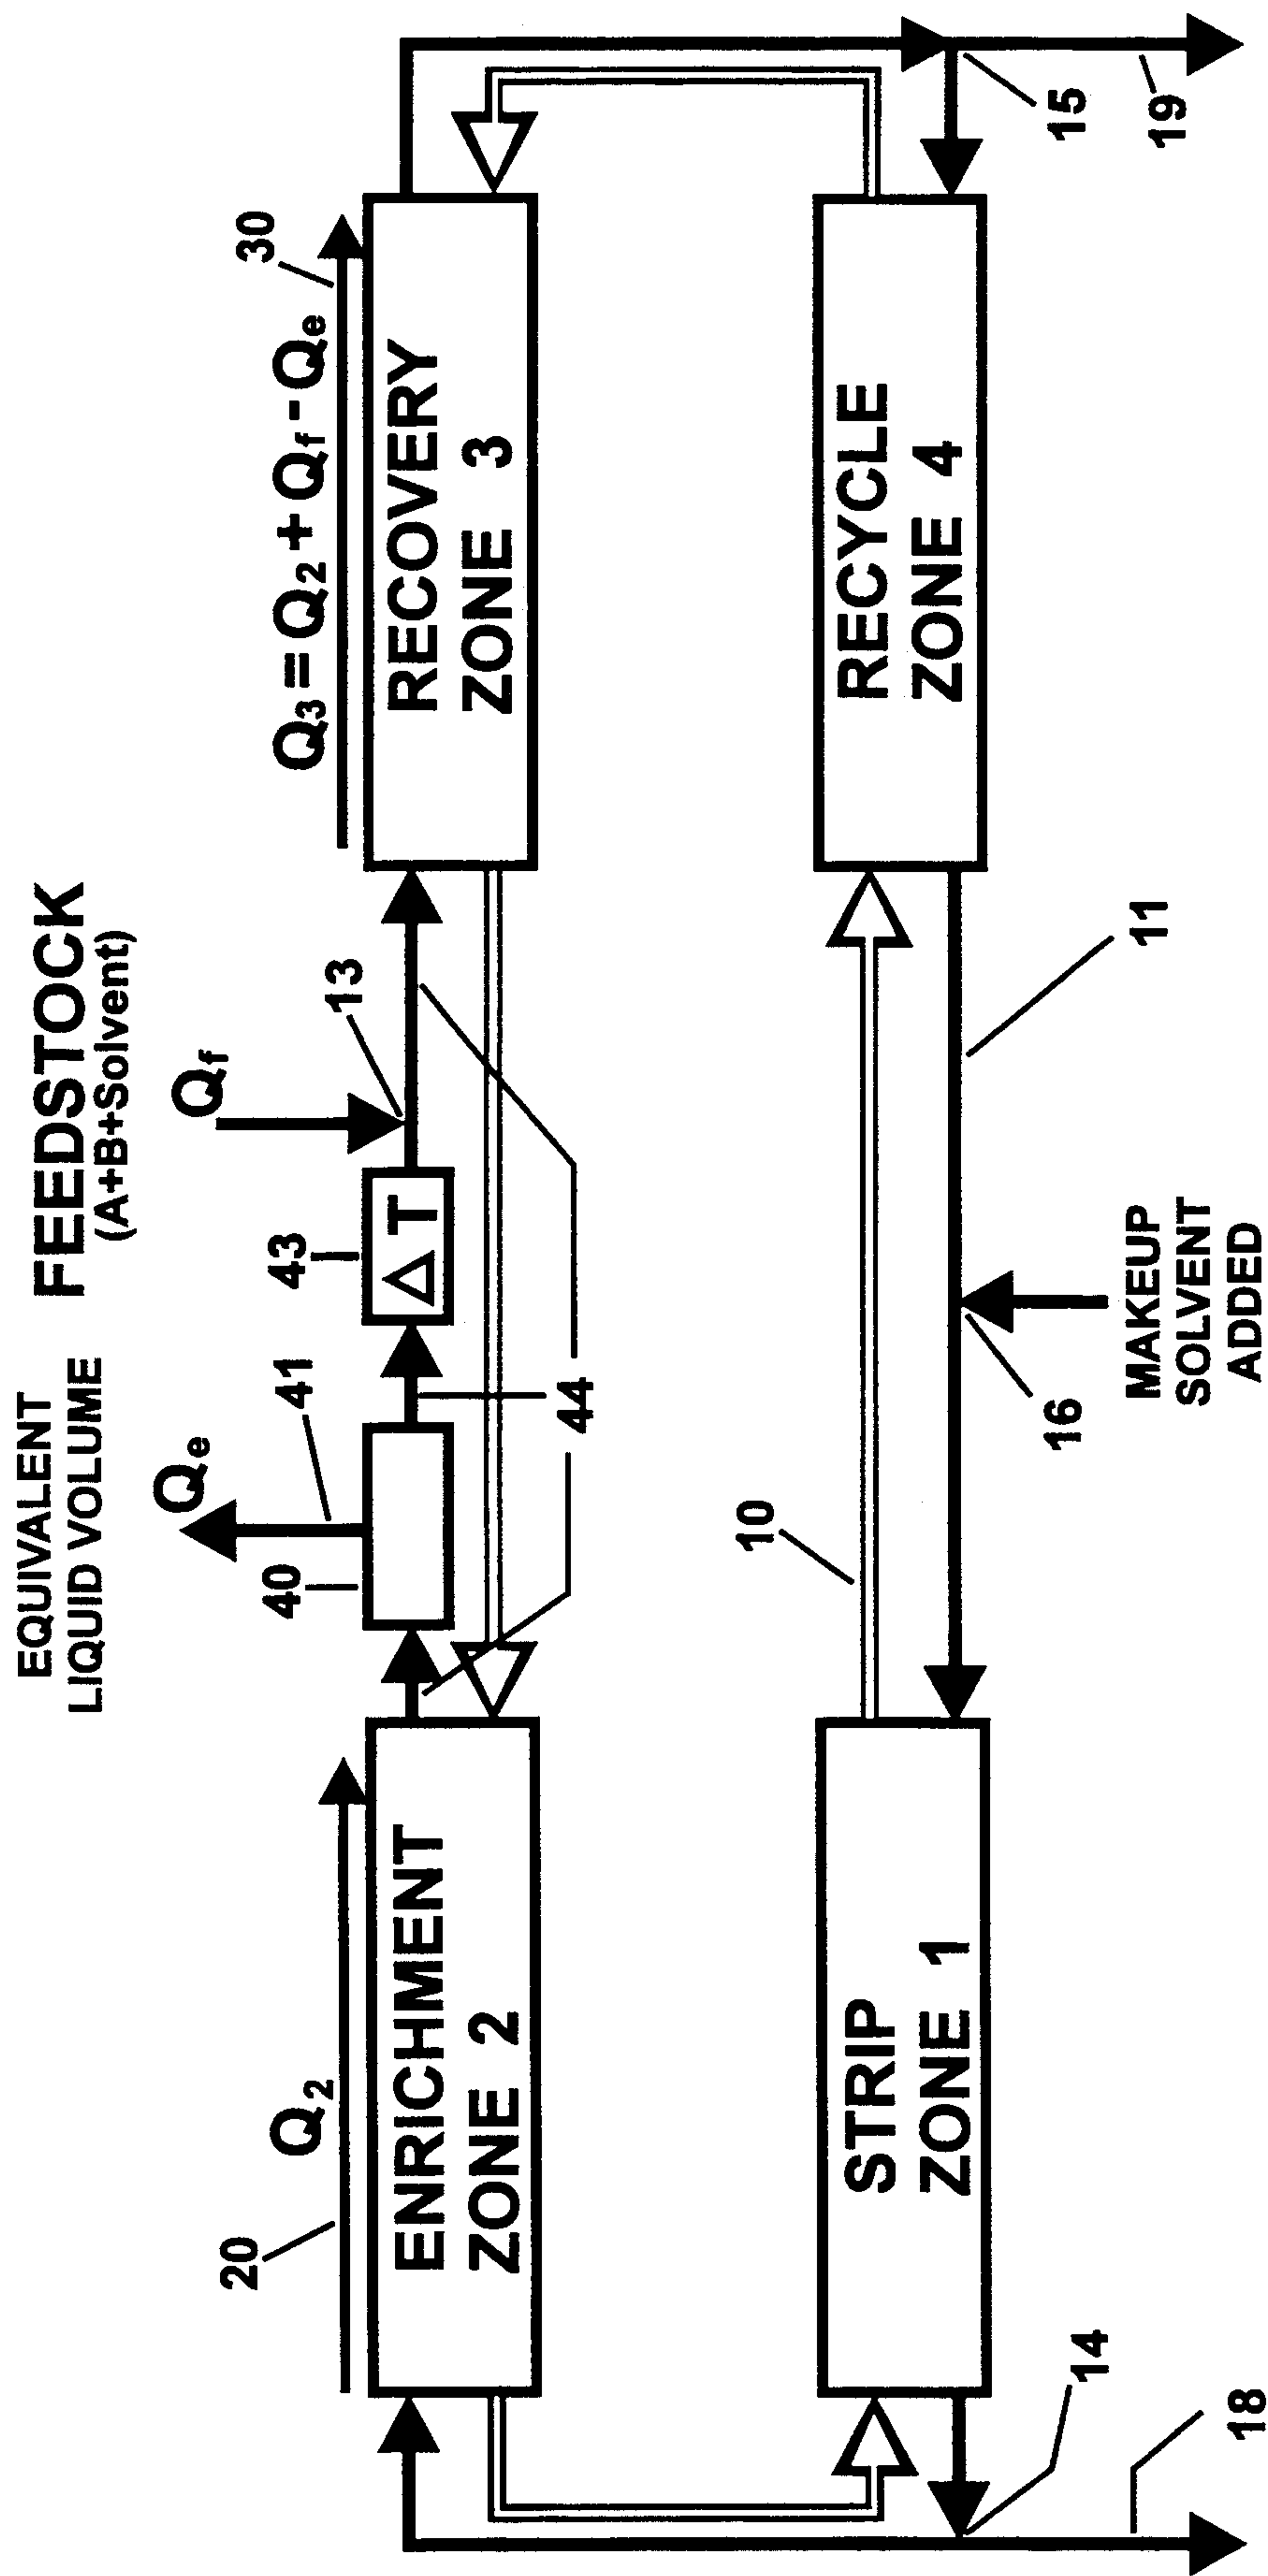 EQUIVALENT
LIQUID VOLUME
FEEDSTOCK
(A+B+Solvent)
Qe
41
Qf
20
Q2
40
43
13
Q3 = Q2 + Qf - Qe
30
ENRICHMENT
ZONE 2
Δ T
RECOVERY
ZONE 3
44
10
STRIP
ZONE 1
RECYCLE
ZONE 4
14
18
16
MAKEUP
SOLVENT
ADDED
11
15
19